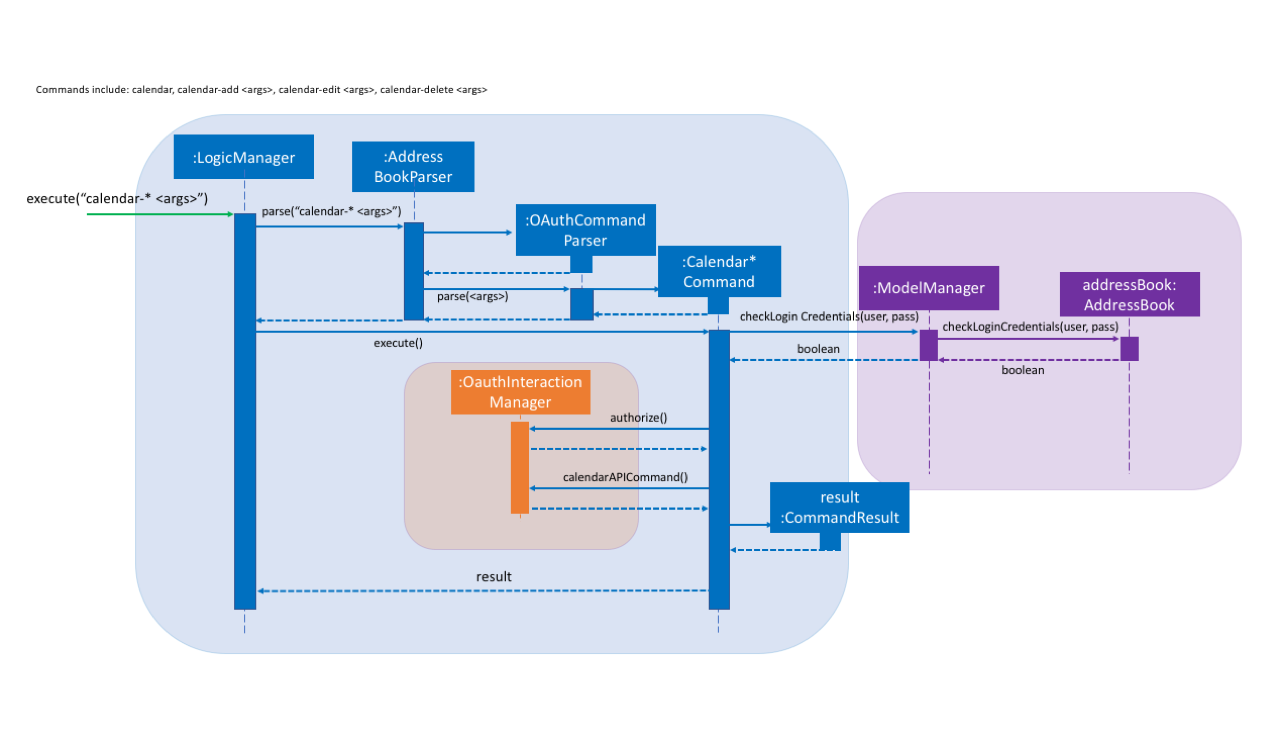 Commands include: calendar, calendar-add <args>, calendar-edit <args>, calendar-delete <args>
:LogicManager
:Address
BookParser
execute(“calendar-* <args>”)
parse(“calendar-* <args>”)
:OAuthCommand
Parser
:Calendar*
Command
parse(<args>)
:ModelManager
addressBook:
AddressBook
checkLogin Credentials(user, pass)
checkLoginCredentials(user, pass)
execute()
boolean
boolean
:OauthInteraction
Manager
authorize()
calendarAPICommand()
result
:CommandResult
result